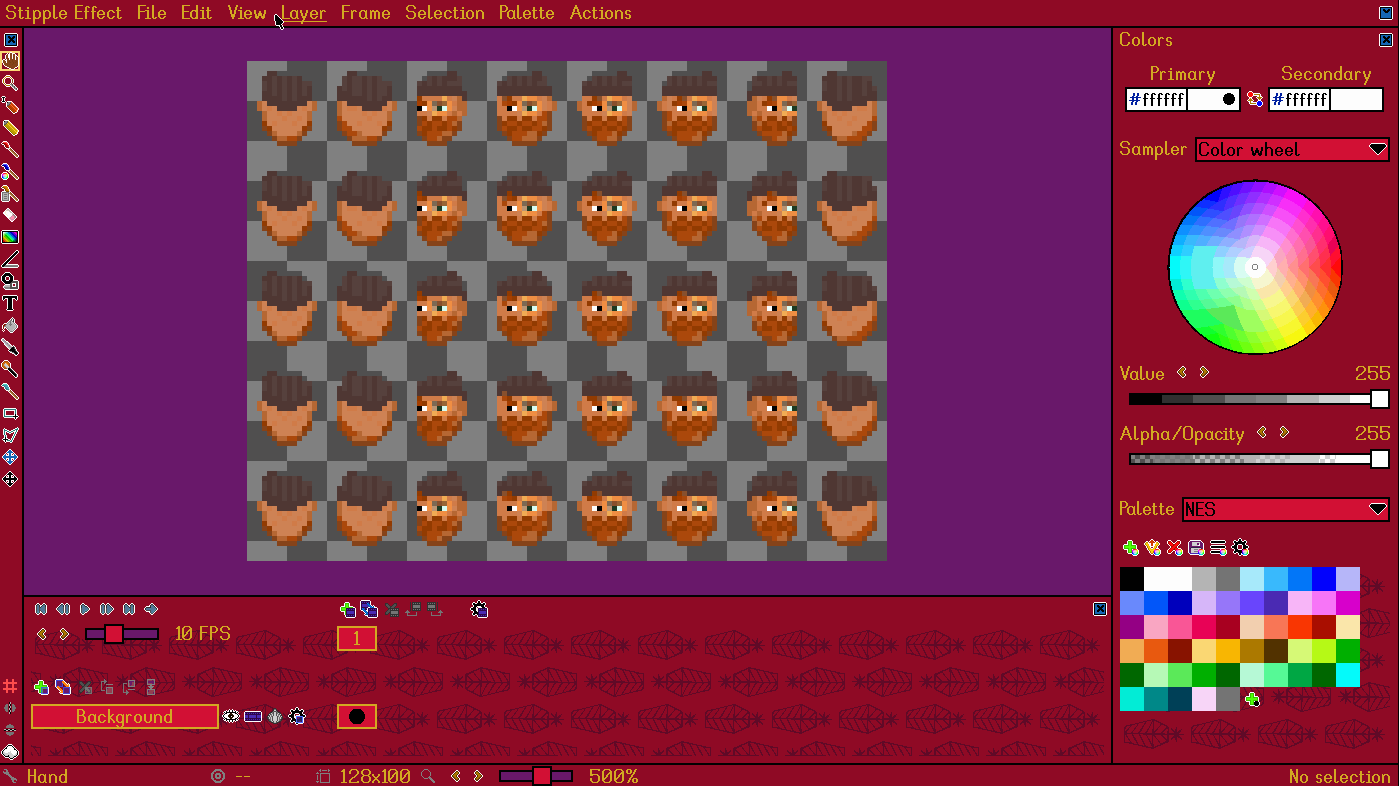 Stipple Effect File Edit View Layer Frame Selection Palette Actions
Colors
Primary Secondary
#ffffff #ffffff
Sampler Color wheel
Value 255
Alpha/Opacity 255
Palette NES
10 FPS 1
Background
Hand -- 128x100 500% No selection